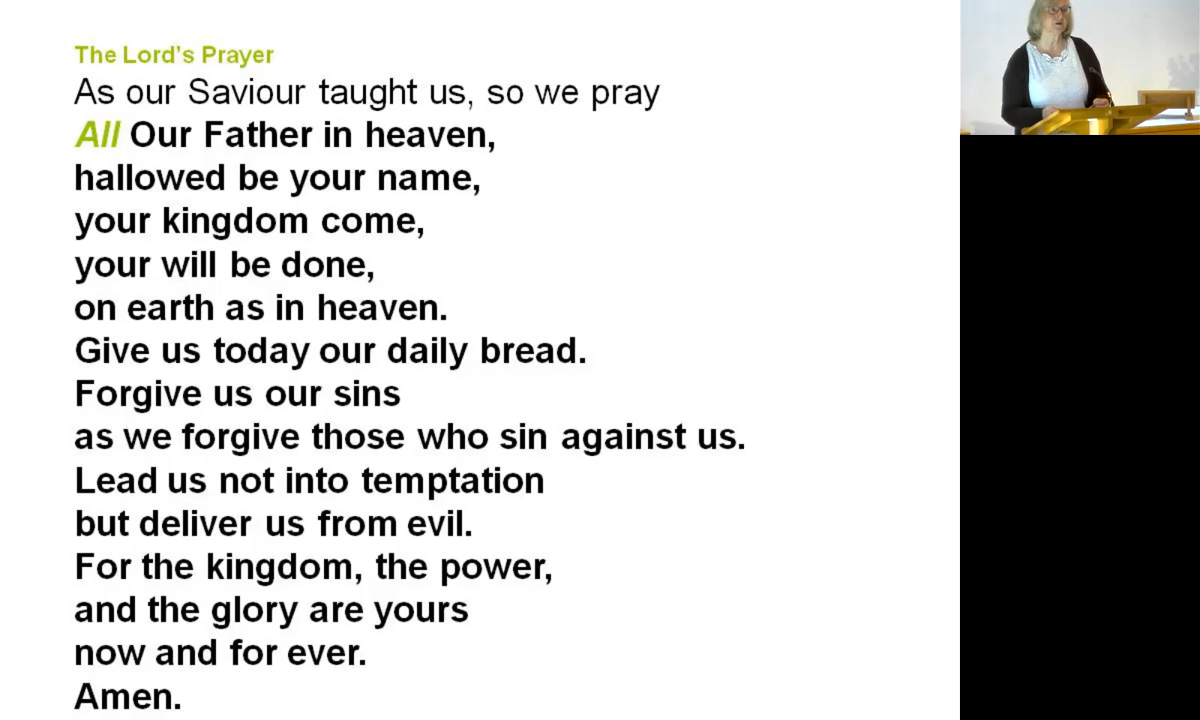 The Lord's Prayer
As our Saviour taught us, so we pray
All Our Father in heaven,
hallowed be your name,
your kingdom come,
your will be done,
on earth as in heaven.
Give us today our daily bread.
Forgive us our sins
as we forgive those who sin against us.
Lead us not into temptation
but deliver us from evil.
For the kingdom, the power,
and the glory are yours
now and for ever.
Amen.